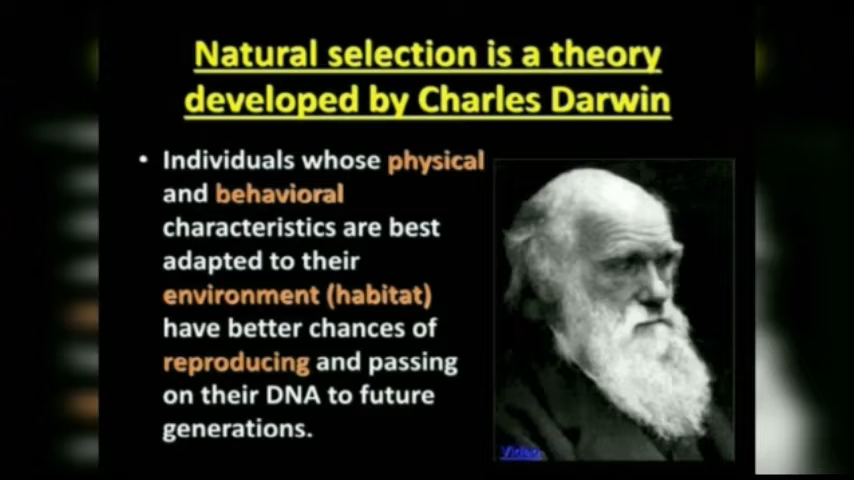 Natural selection is a theory
developed by Charles Darwin
• Individuals whose physical
and behavioral
characteristics are best
adapted to their
environment (habitat)
have better chances of
reproducing and passing
on their DNA to future
generations.
Video